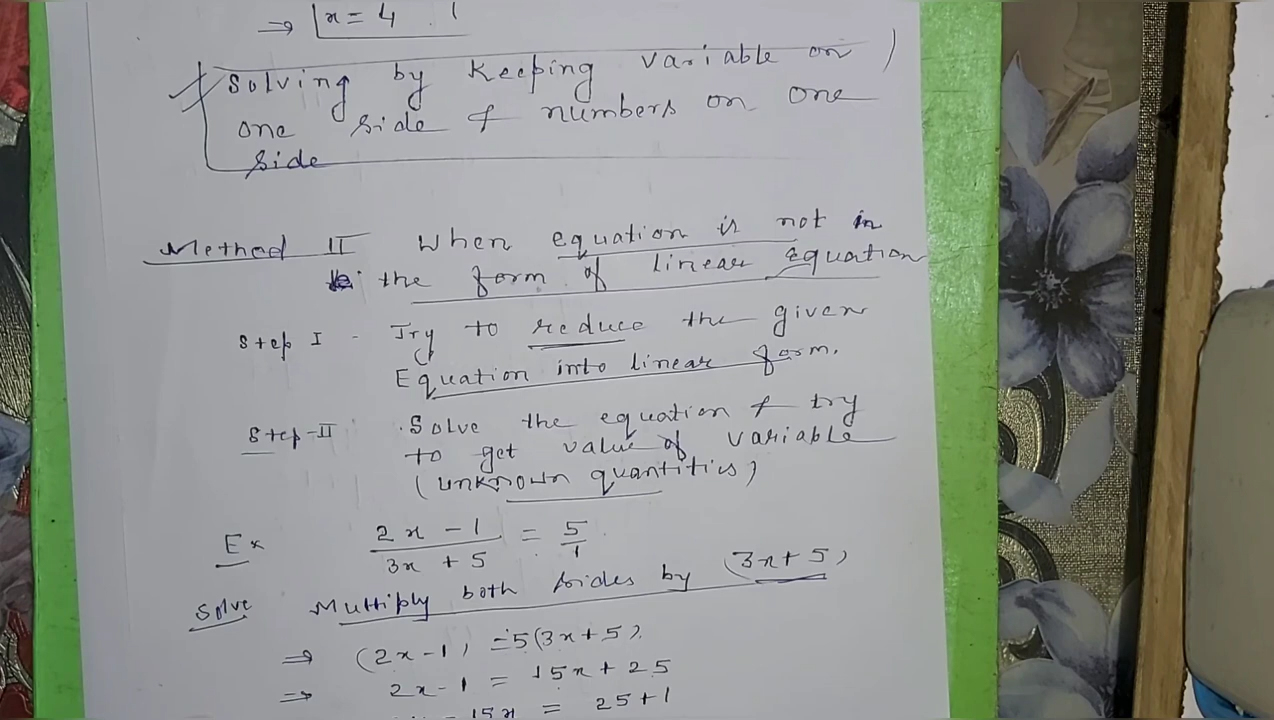 ⇒ x = 4
Solving by Keeping variable on
one side & numbers on one
side
Method II When equation is not in
the form of linear Equation
Step I - Try to reduce the given
Equation into linear form.
Step-II . Solve the equation & try
to get value of variable
(unknown quantities)
Ex (2x - 1)/(3x + 5) = 5/1
Solve Multiply both sides by (3x + 5)
⇒ (2x - 1) = 5(3x + 5)
⇒ 2x - 1 = 15x + 25
- 15x = 25 + 1